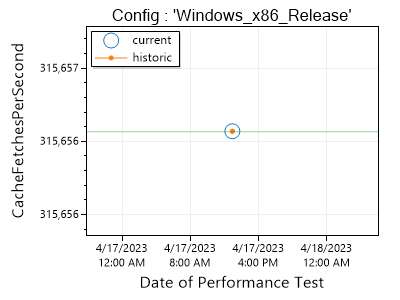 Config : 'Windows_x86_Release'
current
historic
CacheFetchesPerSecond
315,657
315,656
315,656
4/17/2023 4/17/2023 4/17/2023 4/18/2023
12:00 AM 8:00 AM 4:00 PM 12:00 AM
Date of Performance Test